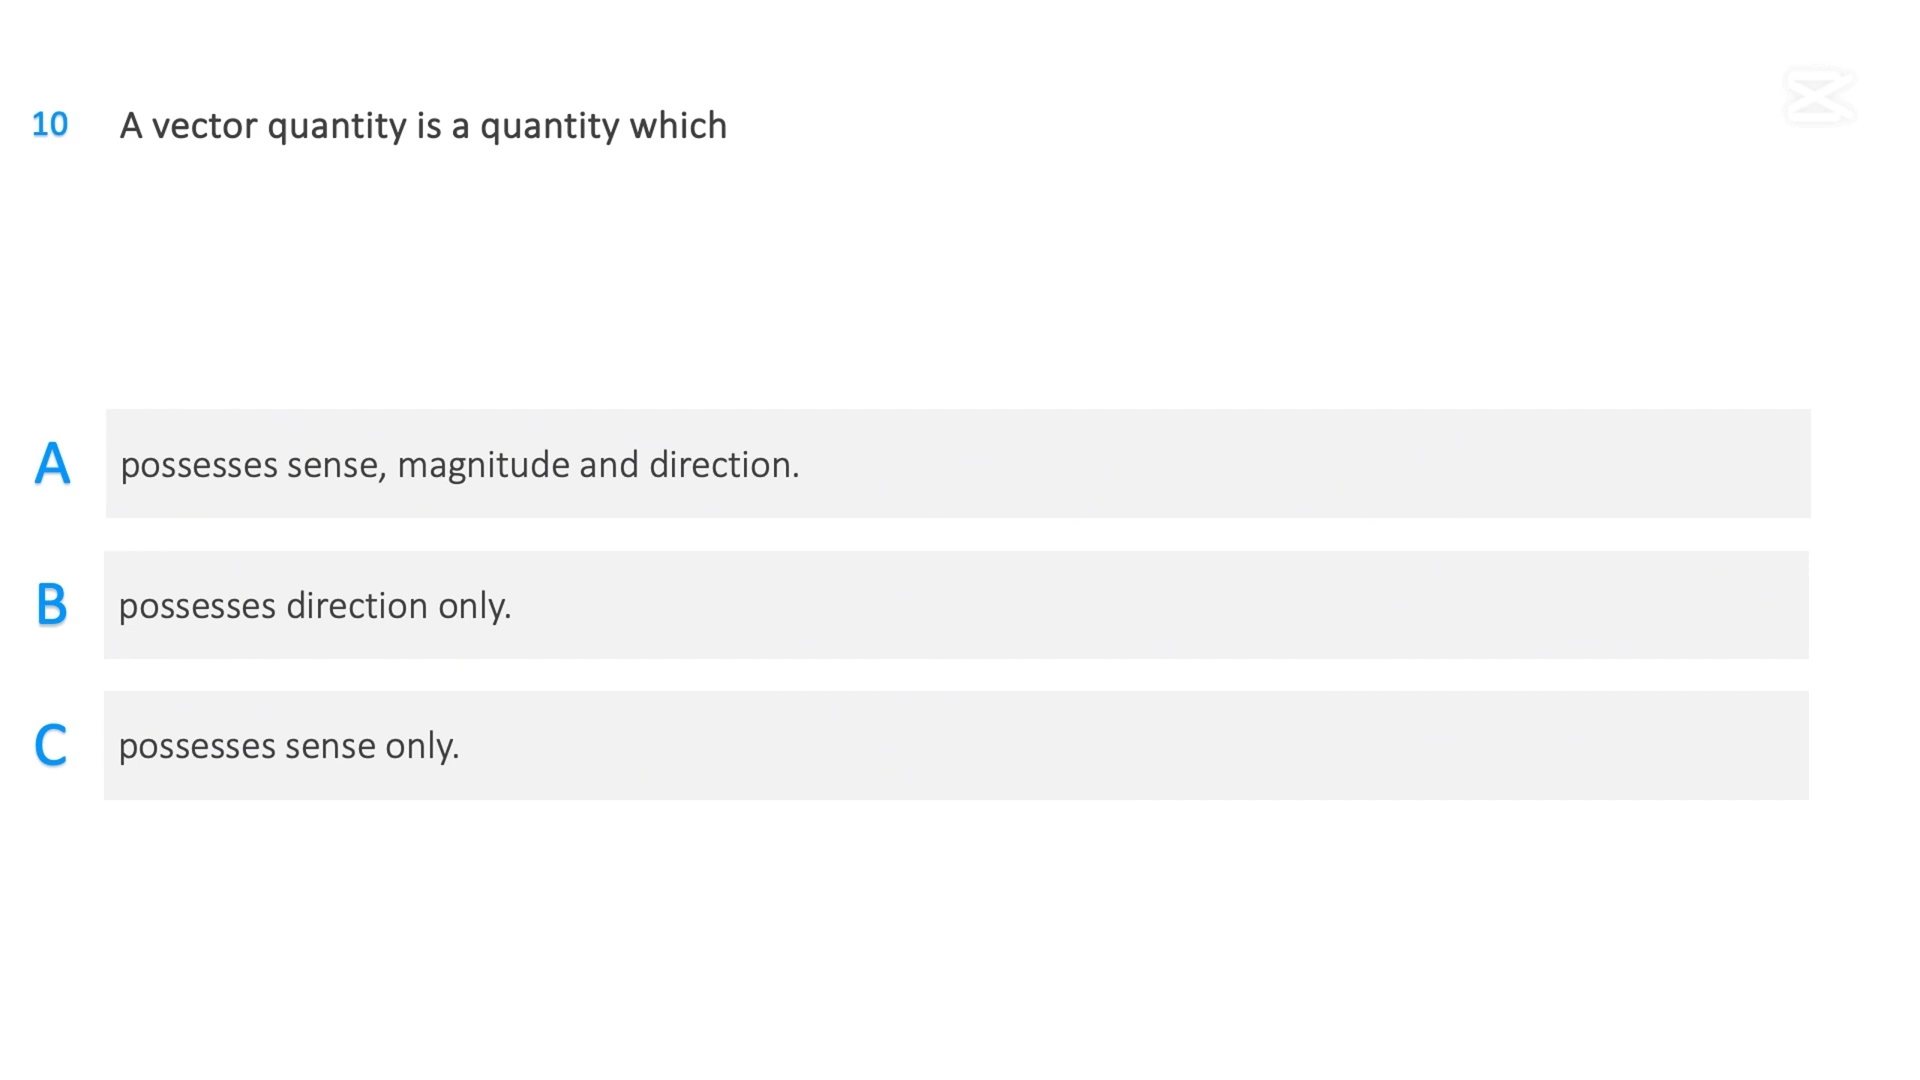 10 A vector quantity is a quantity which
A possesses sense, magnitude and direction.
B possesses direction only.
C possesses sense only.